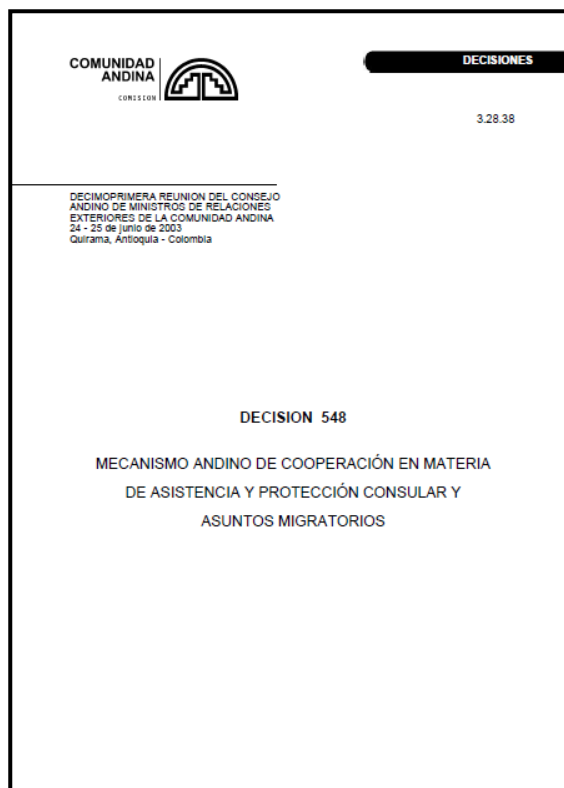 COMUNIDAD
ANDINA
COMISION
DECISIONES
3.28.38
DECIMOPRIMERA REUNION DEL CONSEJO
ANDINO DE MINISTROS DE RELACIONES
EXTERIORES DE LA COMUNIDAD ANDINA
24 - 25 de junio de 2003
Quirama, Antioquia - Colombia
DECISION 548
MECANISMO ANDINO DE COOPERACIÓN EN MATERIA
DE ASISTENCIA Y PROTECCIÓN CONSULAR Y
ASUNTOS MIGRATORIOS